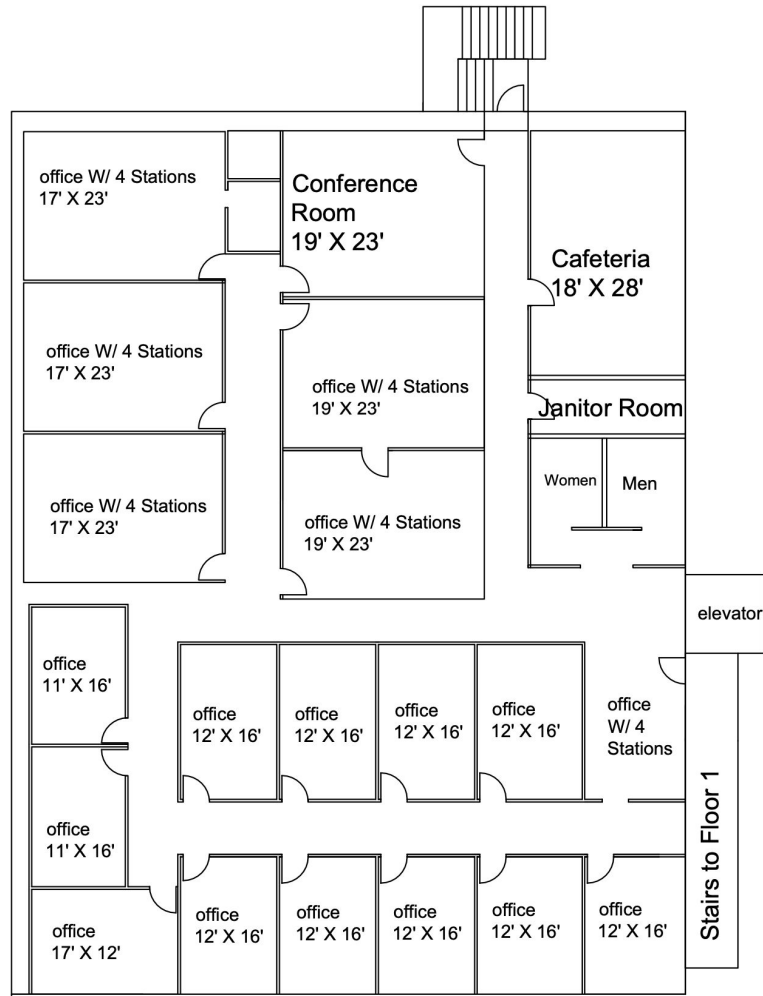 office W/ 4 Stations
17' X 23'
Conference
Room
19' X 23'
Cafeteria
18' X 28'
office W/ 4 Stations
17' X 23'
office W/ 4 Stations
19' X 23'
Janitor Room
Women
Men
office W/ 4 Stations
17' X 23'
office W/ 4 Stations
19' X 23'
elevator
office
11' X 16'
office
12' X 16'
office
12' X 16'
office
12' X 16'
office
12' X 16'
office
W/ 4
Stations
office
11' X 16'
Stairs to Floor 1
office
17' X 12'
office
12' X 16'
office
12' X 16'
office
12' X 16'
office
12' X 16'
office
12' X 16'